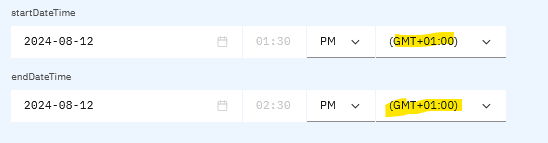 startDateTime
2024-08-12 01:30 PM (GMT+01:00)
endDateTime
2024-08-12 02:30 PM (GMT+01:00)